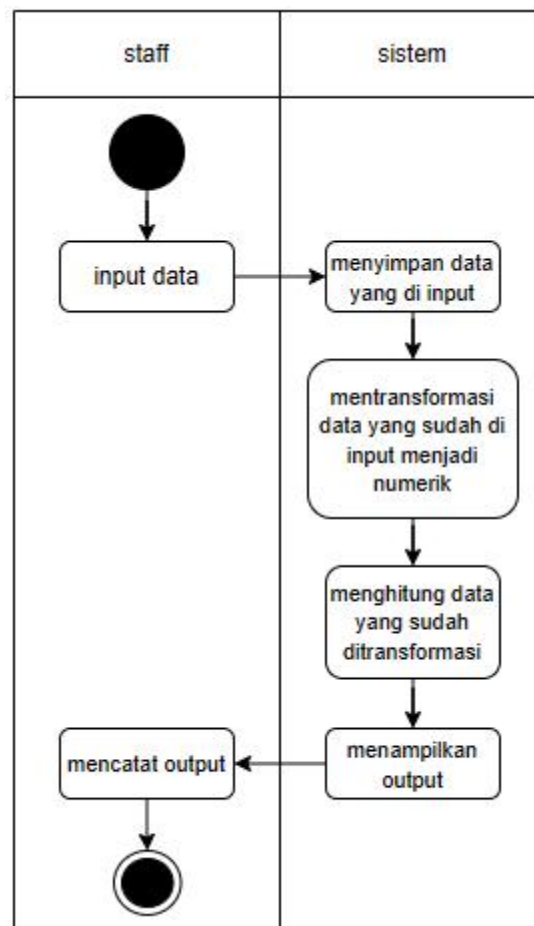 staff
sistem
input data
menyimpan data
yang di input
mentransformasi
data yang sudah di
input menjadi
numerik
menghitung data
yang sudah
ditransformasi
menampilkan
output
mencatat output